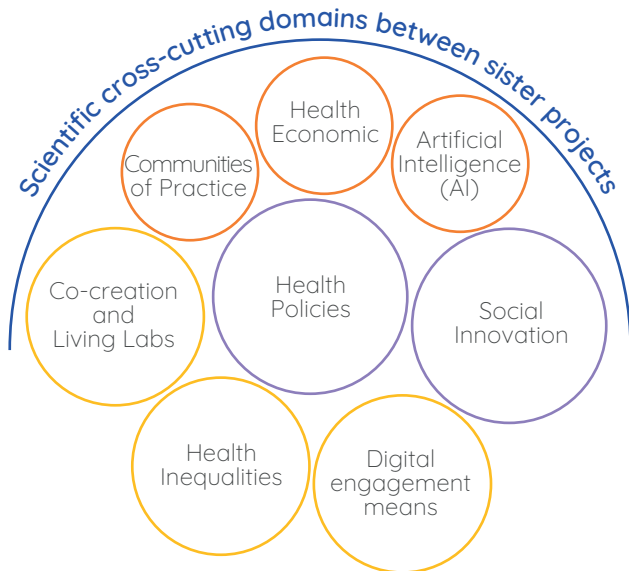 Scientific cross-cutting domains between sister projects
Health
Economic
Communities
of Practice
Artificial
Intelligence
(AI)
Health
Policies
Co-creation
and
Living Labs
Social
Innovation
Health
Inequalities
Digital
engagement
means